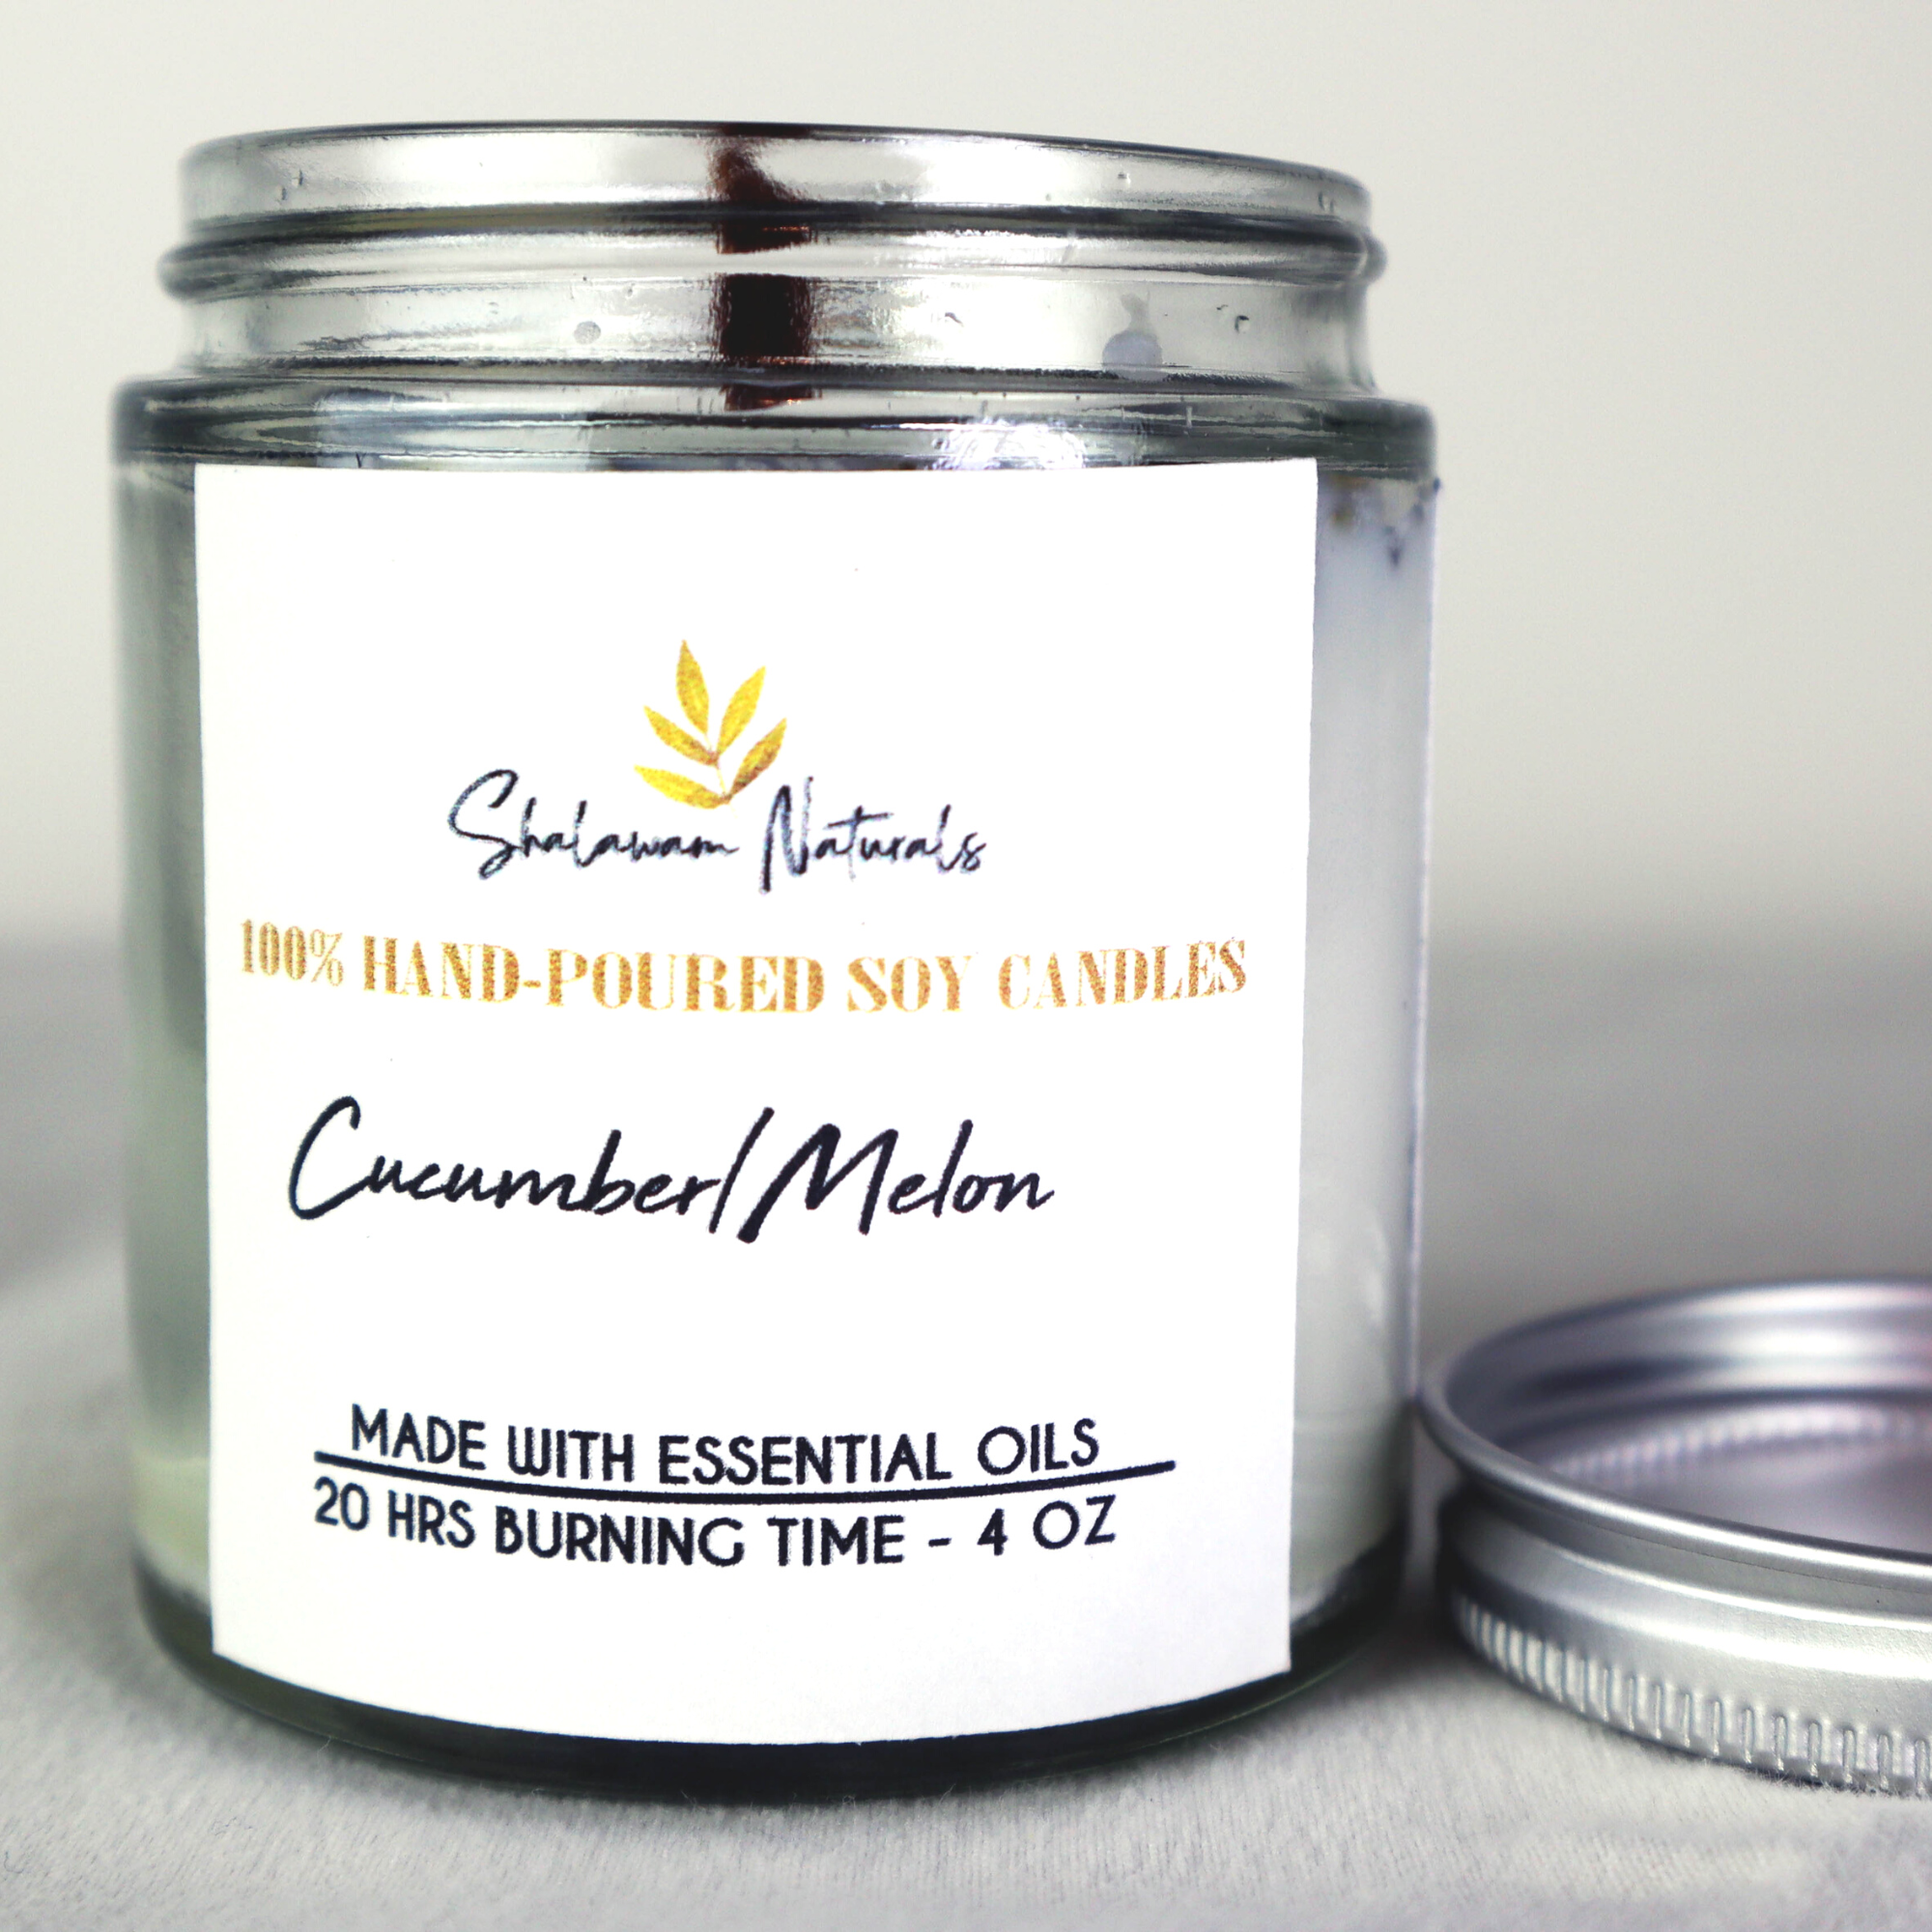 Shalawam Naturals
100% HAND-POURED SOY CANDLES
Cucumber/Melon
MADE WITH ESSENTIAL OILS
20 HRS BURNING TIME - 4 OZ